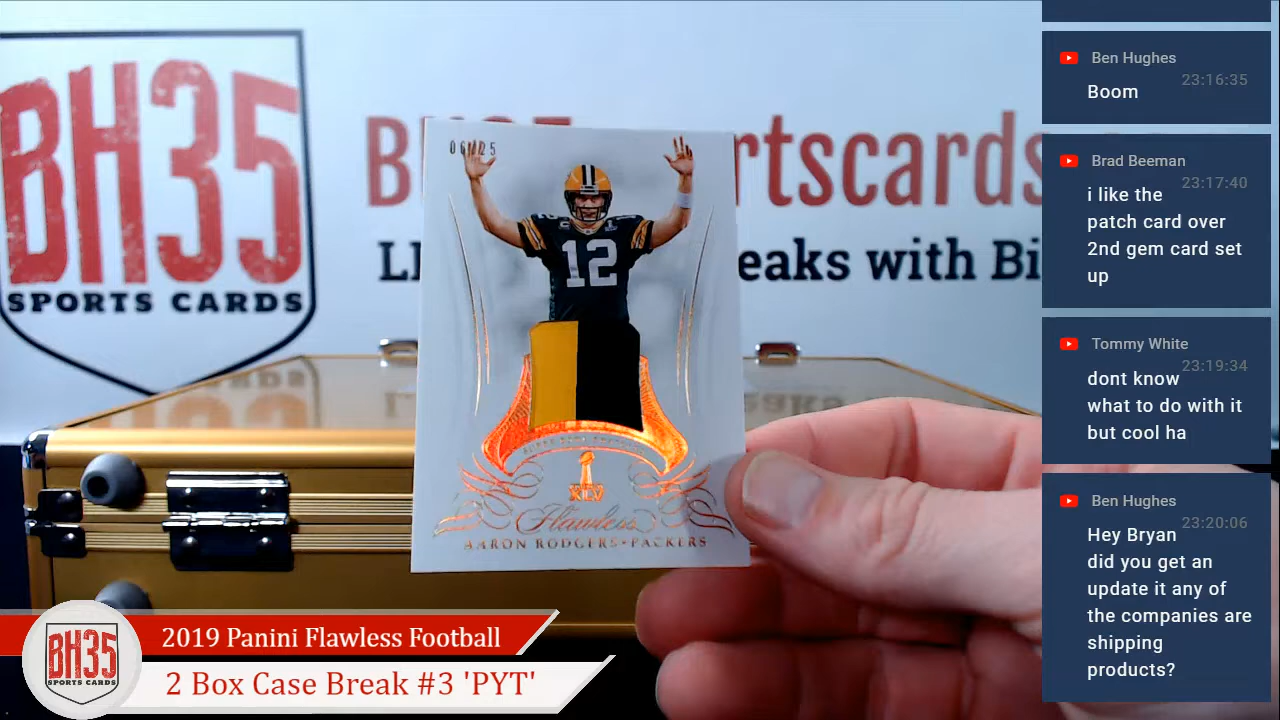 BH35
SPORTS CARDS
rtscards
eaks with Bi
12
XLV
Flawless
AARON RODGERS•PACKERS
BH35
SPORTS CARDS
2019 Panini Flawless Football
2 Box Case Break #3 'PYT'
Ben Hughes
23:16:35
Boom
Brad Beeman
23:17:40
i like the
patch card over
2nd gem card set
up
Tommy White
23:19:34
dont know
what to do with it
but cool ha
Ben Hughes
23:20:06
Hey Bryan
did you get an
update it any of
the companies are
shipping
products?